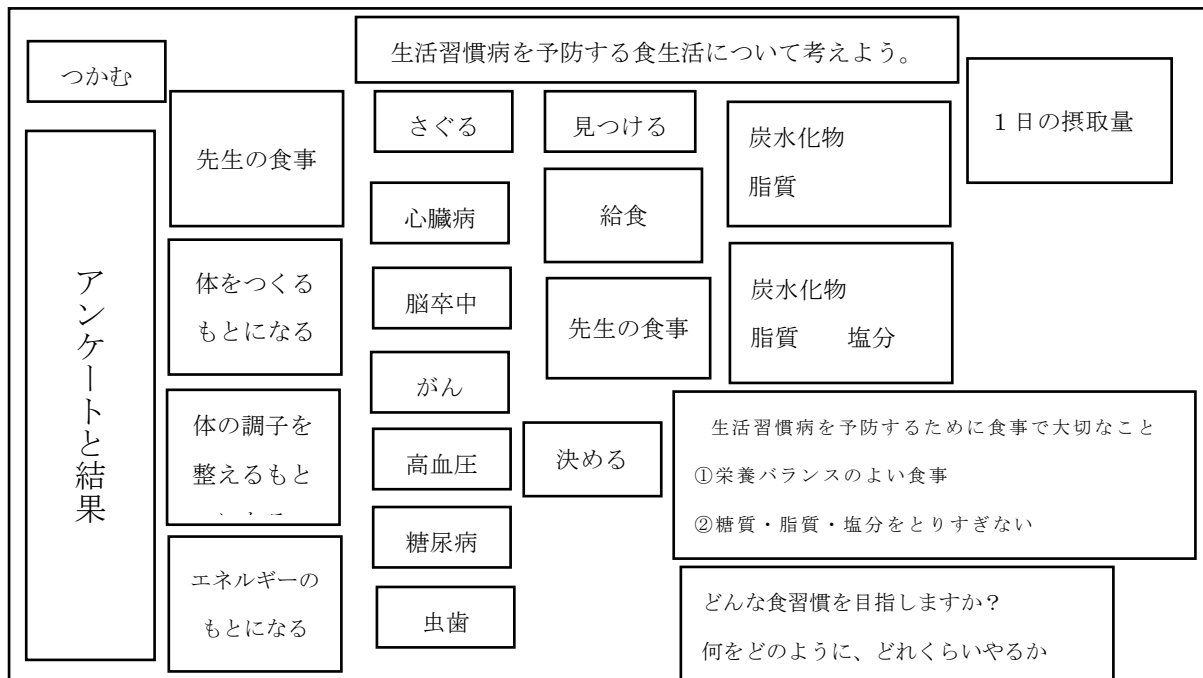 生活習慣病を予防する食生活について考えよう。
つかむ
アンケートと結果
先生の食事
体をつくる
もとになる
体の調子を
整えるもと
エネルギーの
もとになる
さぐる
心臓病
脳卒中
がん
高血圧
糖尿病
虫歯
見つける
給食
先生の食事
炭水化物
脂質
炭水化物
脂質　　塩分
１日の摂取量
決める
生活習慣病を予防するために食事で大切なこと
①栄養バランスのよい食事
②糖質・脂質・塩分をとりすぎない
どんな食習慣を目指しますか？
何をどのように、どれくらいやるか